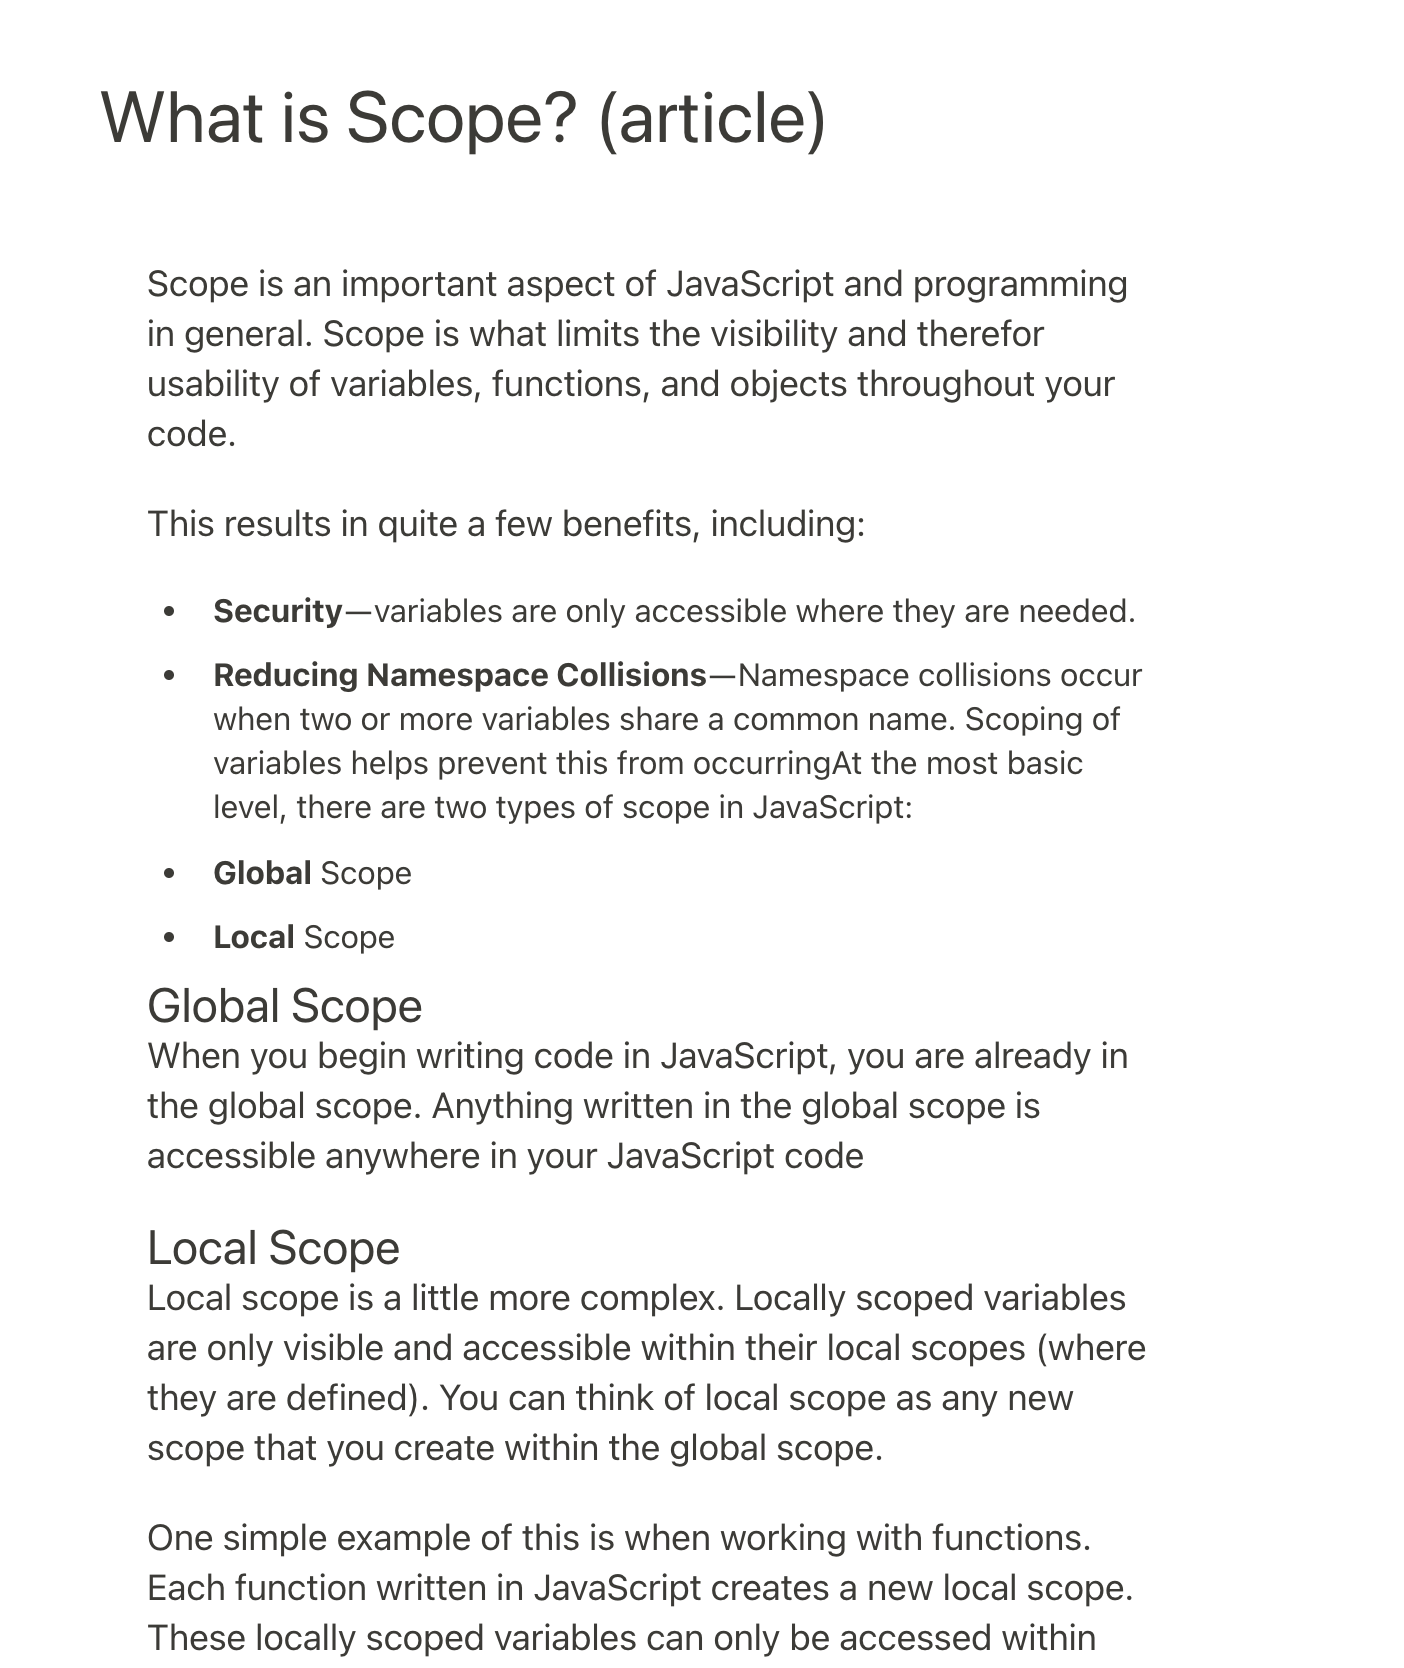 What is Scope? (article)
Scope is an important aspect of JavaScript and programming
in general. Scope is what limits the visibility and therefor
usability of variables, functions, and objects throughout your
code.
This results in quite a few benefits, including:
• Security—variables are only accessible where they are needed.
• Reducing Namespace Collisions—Namespace collisions occur
when two or more variables share a common name. Scoping of
variables helps prevent this from occurringAt the most basic
level, there are two types of scope in JavaScript:
• Global Scope
• Local Scope
Global Scope
When you begin writing code in JavaScript, you are already in
the global scope. Anything written in the global scope is
accessible anywhere in your JavaScript code
Local Scope
Local scope is a little more complex. Locally scoped variables
are only visible and accessible within their local scopes (where
they are defined). You can think of local scope as any new
scope that you create within the global scope.
One simple example of this is when working with functions.
Each function written in JavaScript creates a new local scope.
These locally scoped variables can only be accessed within